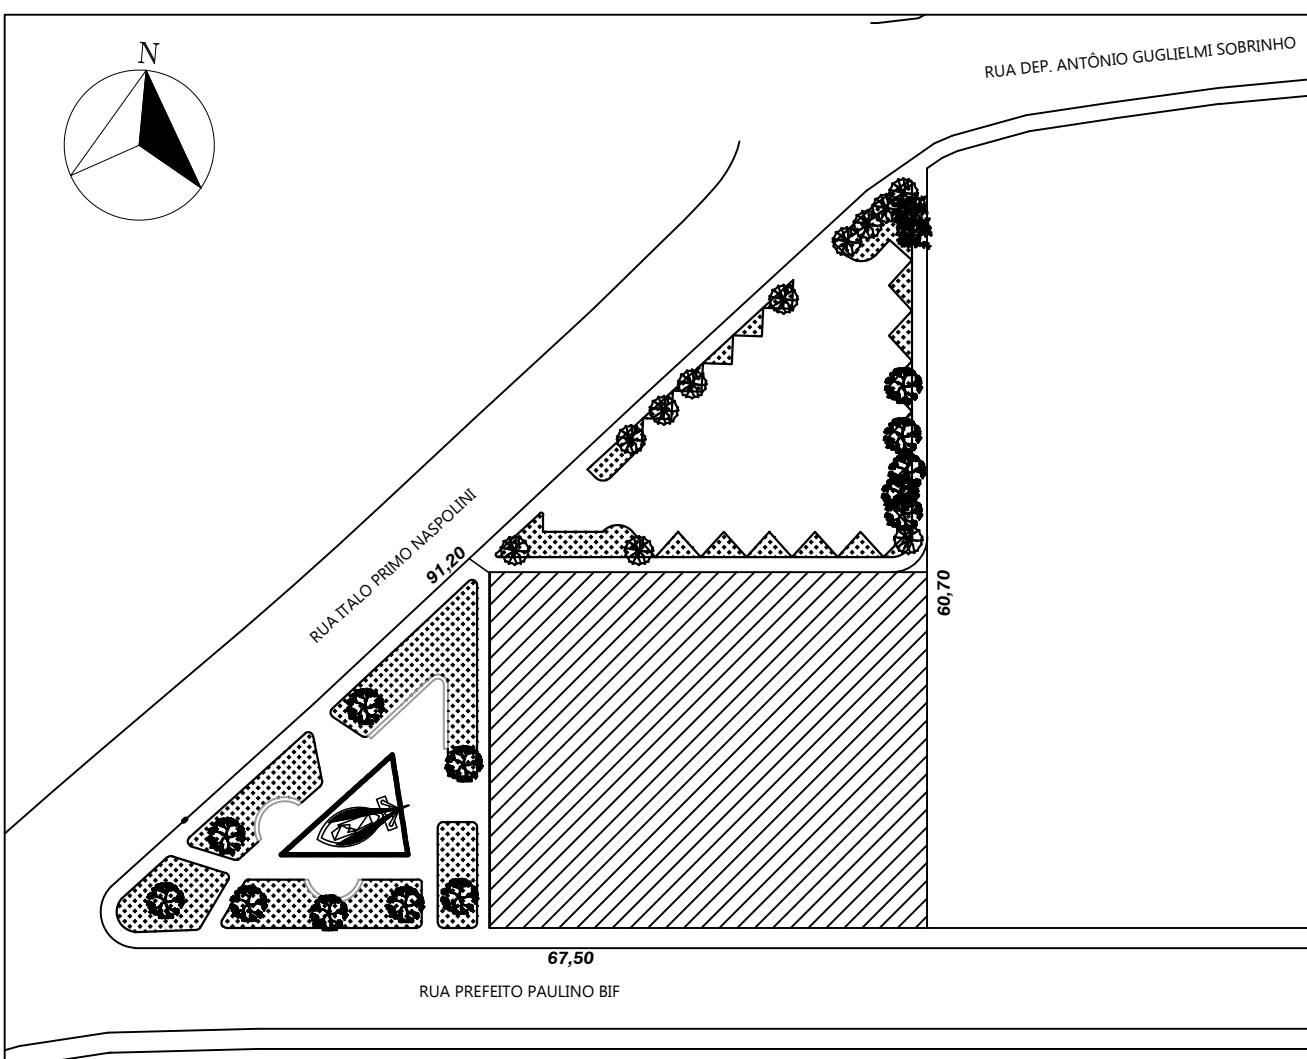 N
RUA DEP. ANTÔNIO GUGLIELMI SOBRINHO
RUA ITALO PRIMO NASPOLINI
91,20
60,70
67,50
RUA PREFEITO PAULINO BIF